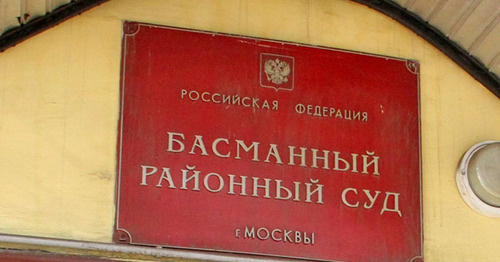 РОССИЙСКАЯ ФЕДЕРАЦИЯ
БАСМАННЫЙ
РАЙОННЫЙ СУД
г. МОСКВЫ